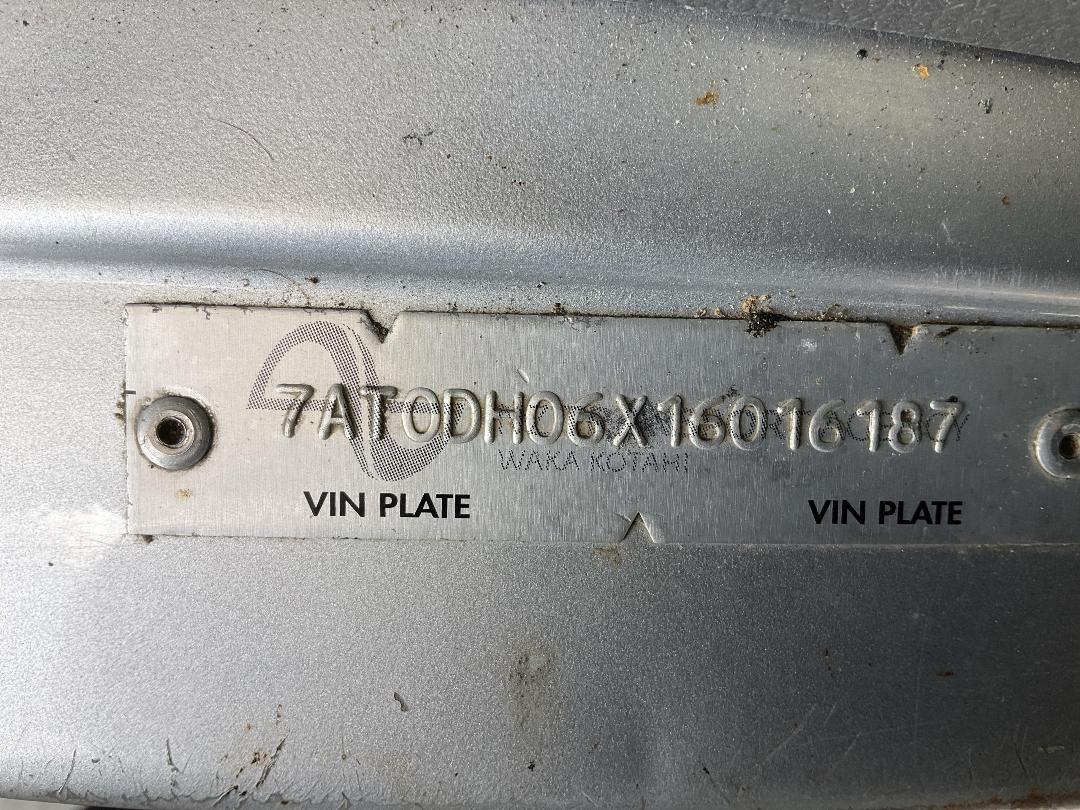 7AT0DH06X16016187
WAKA KOTAHI
VIN PLATE VIN PLATE